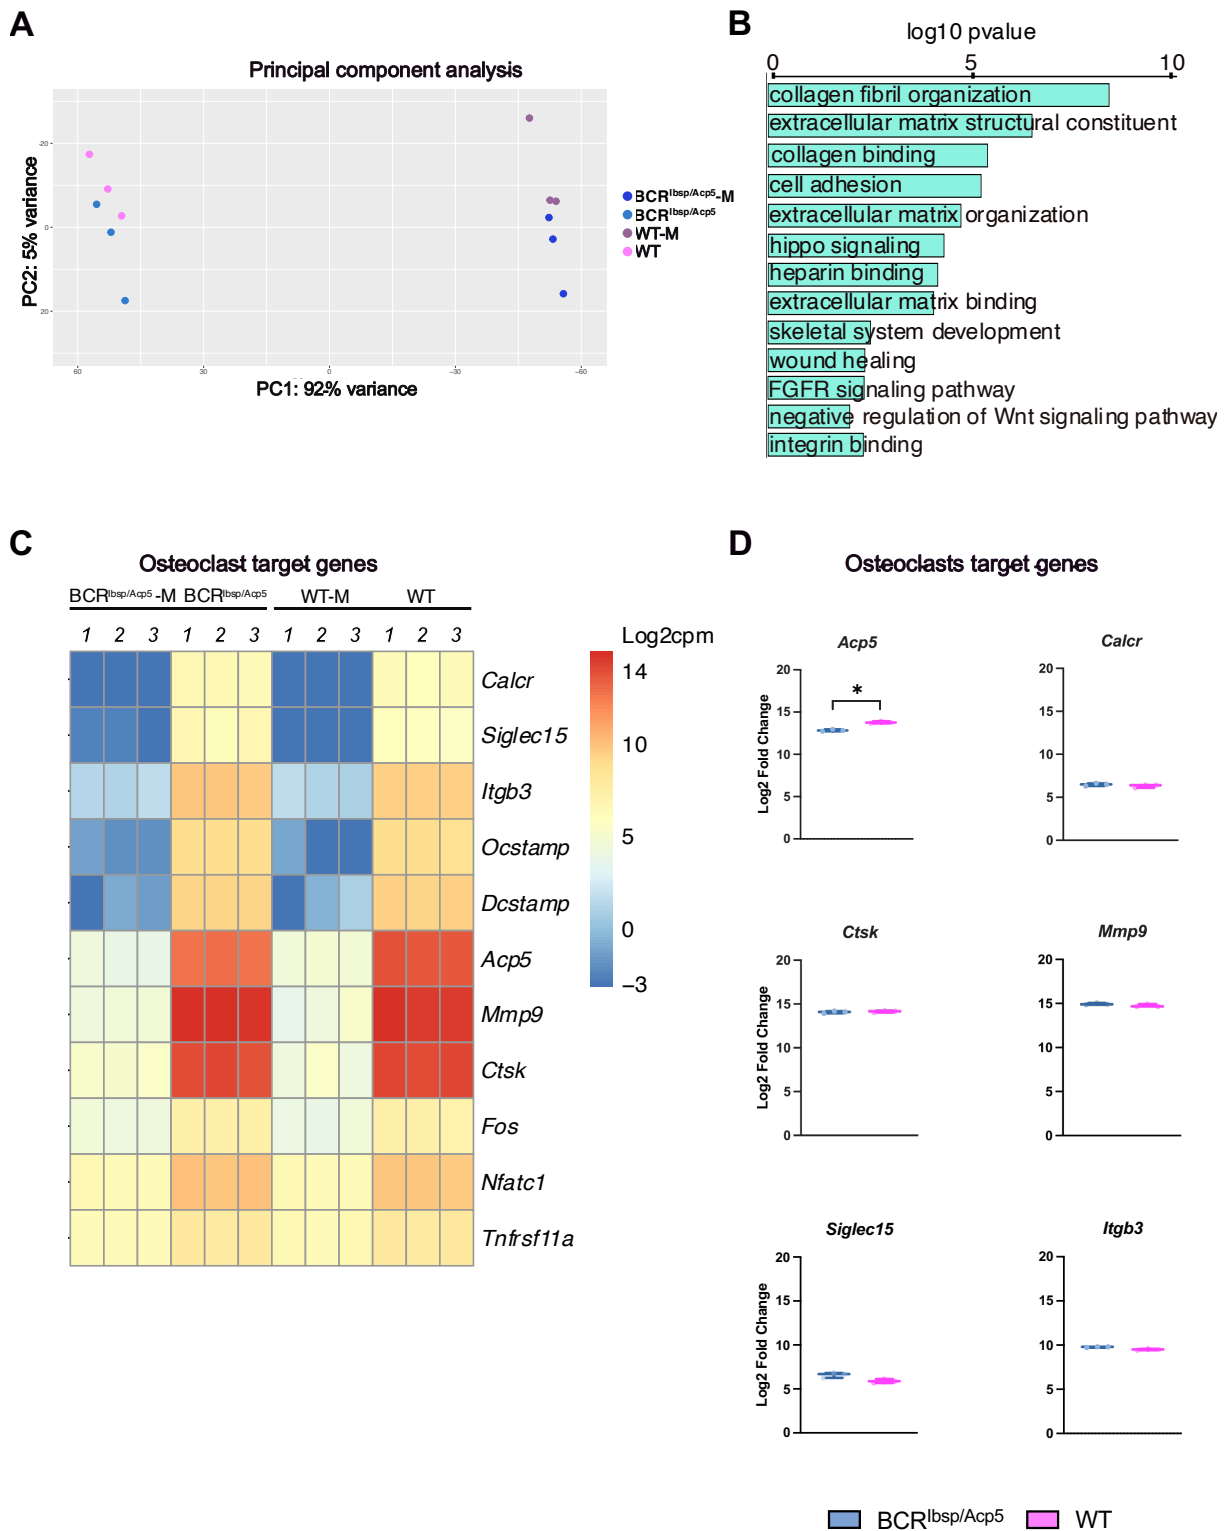 A
Principal component analysis
PC2: 5% variance
-20
0
20
60
30
0
-30
-60
PC1: 92% variance
BCRIbsp/Acp5-M
BCRIbsp/Acp5
WT-M
WT
B
log10 pvalue
0 5 10
collagen fibril organization
extracellular matrix structural constituent
collagen binding
cell adhesion
extracellular matrix organization
hippo signaling
heparin binding
extracellular matrix binding
skeletal system development
wound healing
FGFR signaling pathway
negative regulation of Wnt signaling pathway
integrin binding
C
Osteoclast target genes
BCRIbsp/Acp5 -M BCRIbsp/Acp5 WT-M WT
1 2 3 1 2 3 1 2 3 1 2 3
Calcr
Siglec15
Itgb3
Ocstamp
Dcstamp
Acp5
Mmp9
Ctsk
Fos
Nfatc1
Tnfrsf11a
Log2cpm
14
10
5
0
−3
D
Osteoclasts target genes
Acp5
Log2 Fold Change
20
15
10
5
0
*
Calcr
20
15
10
5
0
Ctsk
Log2 Fold Change
20
15
10
5
0
Mmp9
20
15
10
5
0
Siglec15
Log2 Fold Change
20
15
10
5
0
Itgb3
20
15
10
5
0
BCRIbsp/Acp5 WT